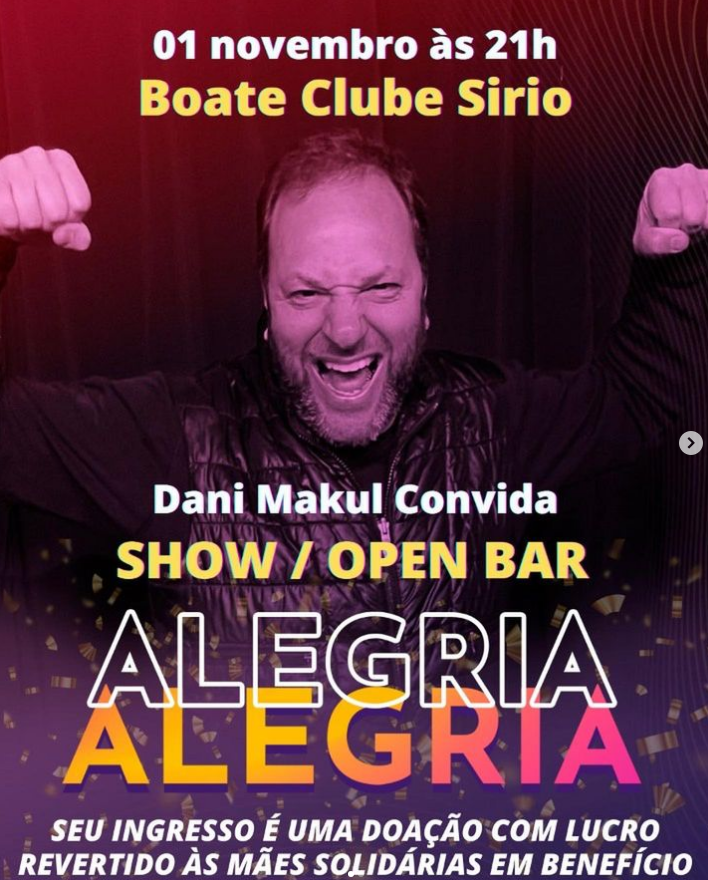 01 novembro às 21h
Boate Clube Sirio
Dani Makul Convida
SHOW / OPEN BAR
ALEGRIA
ALEGRIA
SEU INGRESSO É UMA DOAÇÃO COM LUCRO
REVERTIDO ÀS MÃES SOLIDÁRIAS EM BENEFÍCIO